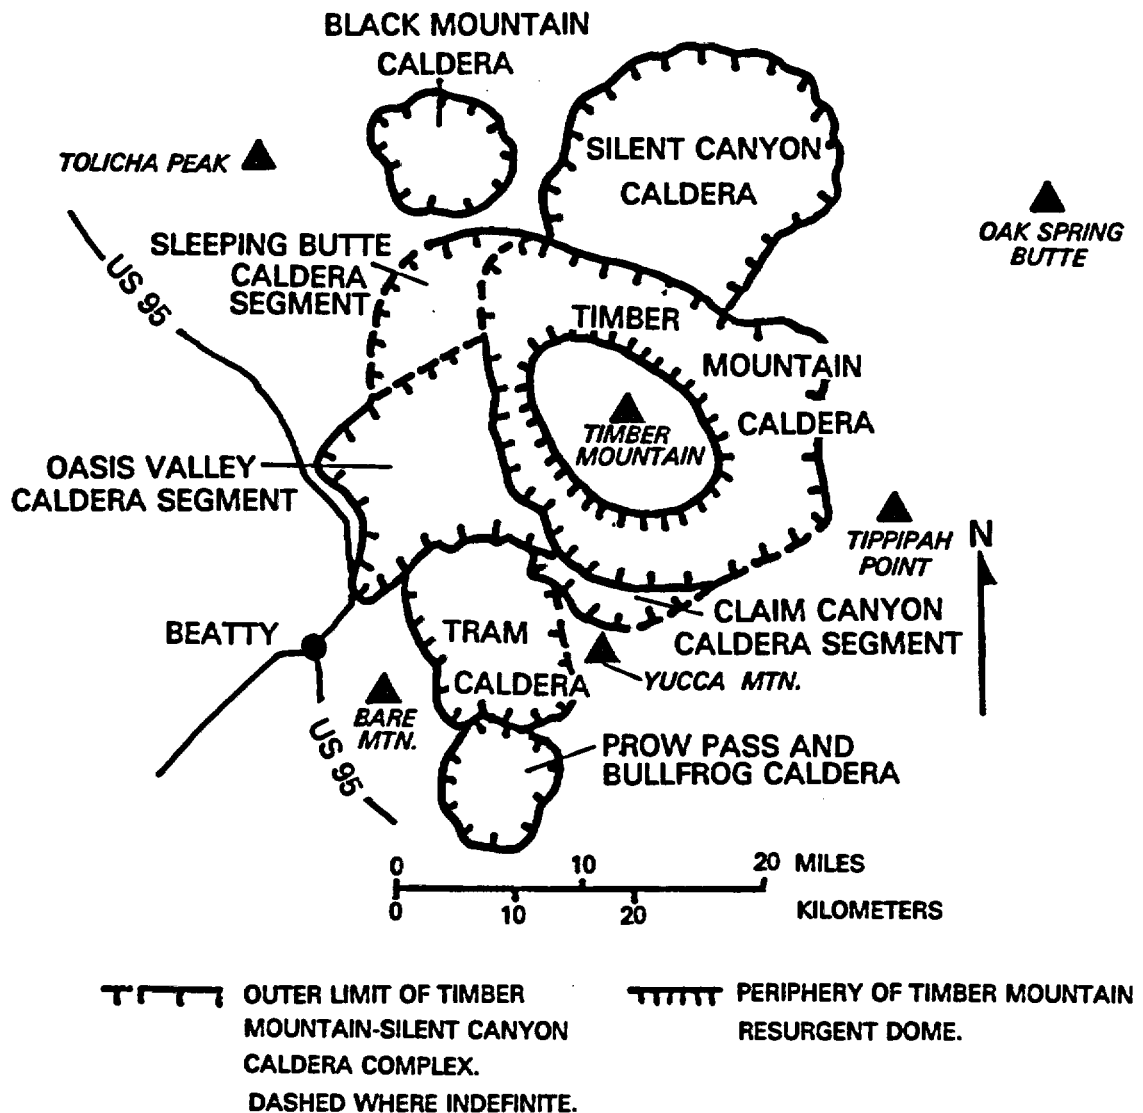 BLACK MOUNTAIN
CALDERA
SILENT CANYON
CALDERA
TOLICHA PEAK
OAK SPRING
BUTTE
SLEEPING BUTTE
CALDERA
SEGMENT
US 95
TIMBER
MOUNTAIN
CALDERA
TIMBER
MOUNTAIN
OASIS VALLEY
CALDERA SEGMENT
TIPPIPAH
POINT
N
CLAIM CANYON
CALDERA SEGMENT
BEATTY
TRAM
CALDERA
YUCCA MTN.
BARE
MTN.
US 95
PROW PASS AND
BULLFROG CALDERA
0 10 20 MILES
0 10 20 KILOMETERS
OUTER LIMIT OF TIMBER
MOUNTAIN-SILENT CANYON
CALDERA COMPLEX.
DASHED WHERE INDEFINITE.
PERIPHERY OF TIMBER MOUNTAIN
RESURGENT DOME.